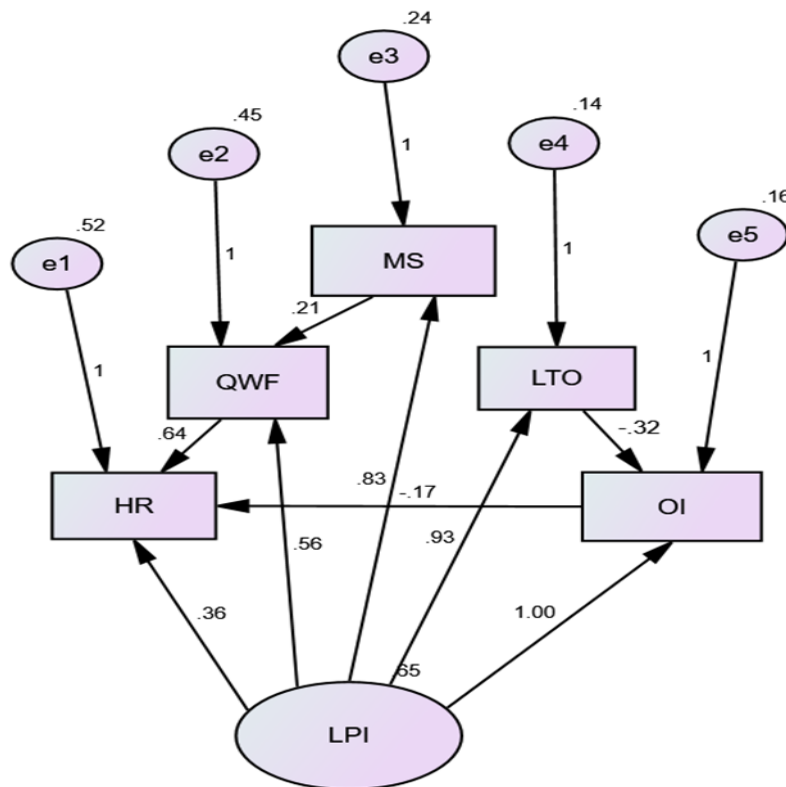 .24
e3
.45
.14
e2
e4
1
.52
.16
e1
e5
1
1
MS
.21
1
1
QWF
LTO
.64
-.32
.83
-.17
HR
OI
.56
.93
.36
1.00
.65
LPI